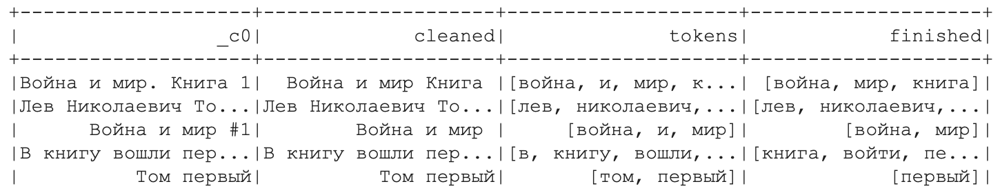 +--------------------+--------------------+--------------------+--------------------+
|                 _c0|             cleaned|              tokens|            finished|
+--------------------+--------------------+--------------------+--------------------+
|Война и мир. Книга 1|  Война и мир Книга |[война, и, мир, к...| [война, мир, книга]|
|Лев Николаевич То...|Лев Николаевич То...|[лев, николаевич,...|[лев, николаевич,...|
|      Война и мир #1|        Война и мир |     [война, и, мир]|        [война, мир]|
|В книгу вошли пер...|В книгу вошли пер...|[в, книгу, вошли,...|[книга, войти, пе...|
|          Том первый|          Том первый|       [том, первый]|            [первый]|